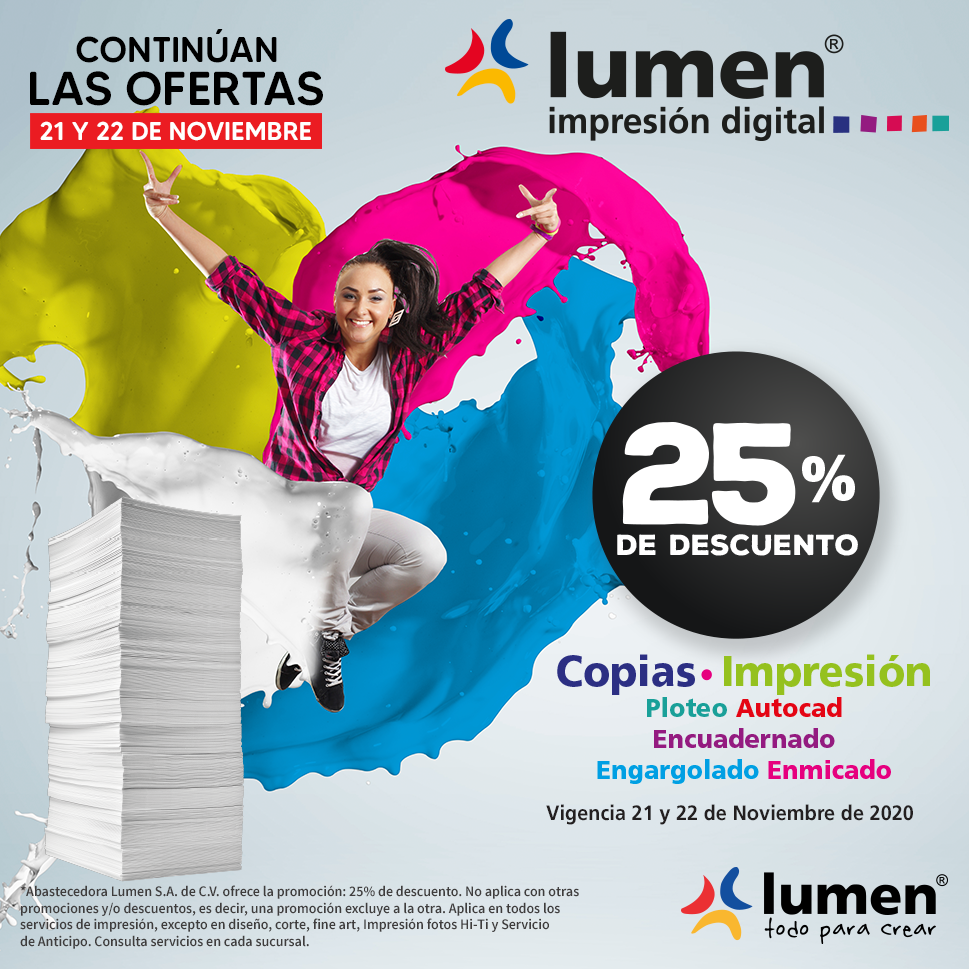 CONTINÚAN
LAS OFERTAS
21 Y 22 DE NOVIEMBRE
lumen®
impresión digital
25%
DE DESCUENTO
Copias • Impresión
Ploteo Autocad
Encuadernado
Engargolado Enmicado
Vigencia 21 y 22 de Noviembre de 2020
*Abastecedora Lumen S.A. de C.V. ofrece la promoción: 25% de descuento. No aplica con otras
promociones y/o descuentos, es decir, una promoción excluye a la otra. Aplica en todos los
servicios de impresión, excepto en diseño, corte, fine art, Impresión fotos Hi-Ti y Servicio
de Anticipo. Consulta servicios en cada sucursal.
lumen®
todo para crear